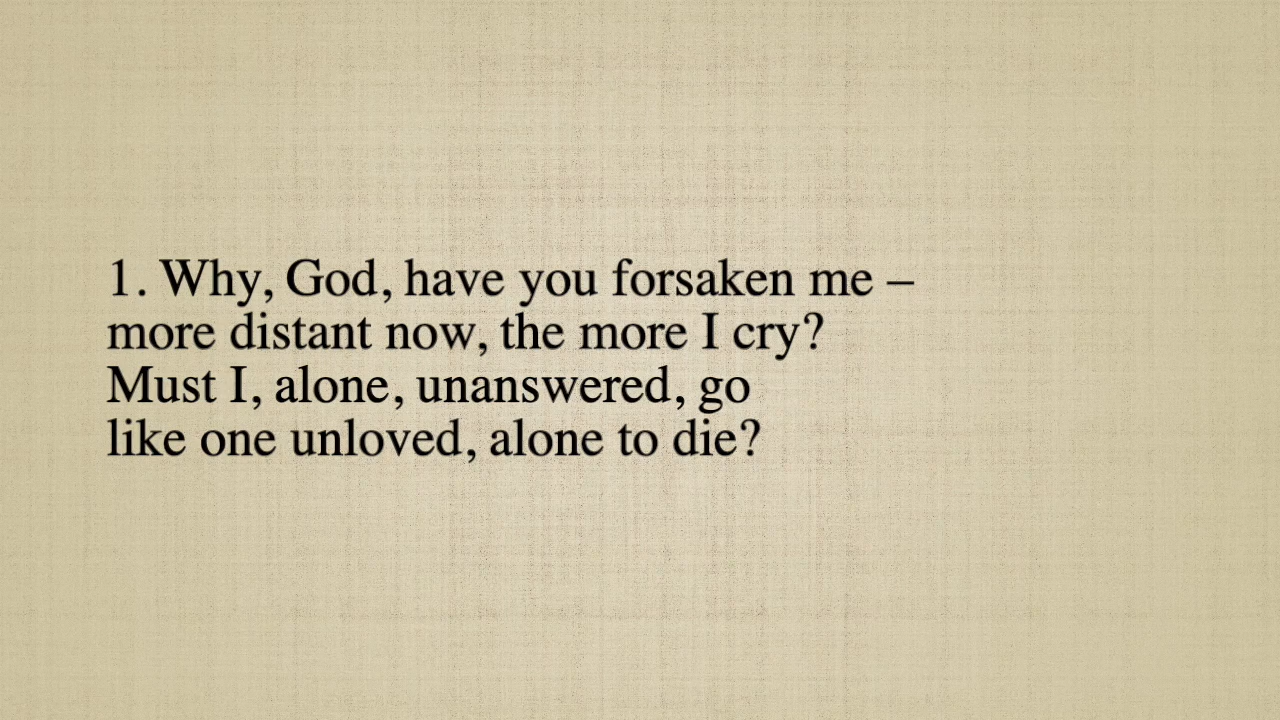 1. Why, God, have you forsaken me –
more distant now, the more I cry?
Must I, alone, unanswered, go
like one unloved, alone to die?